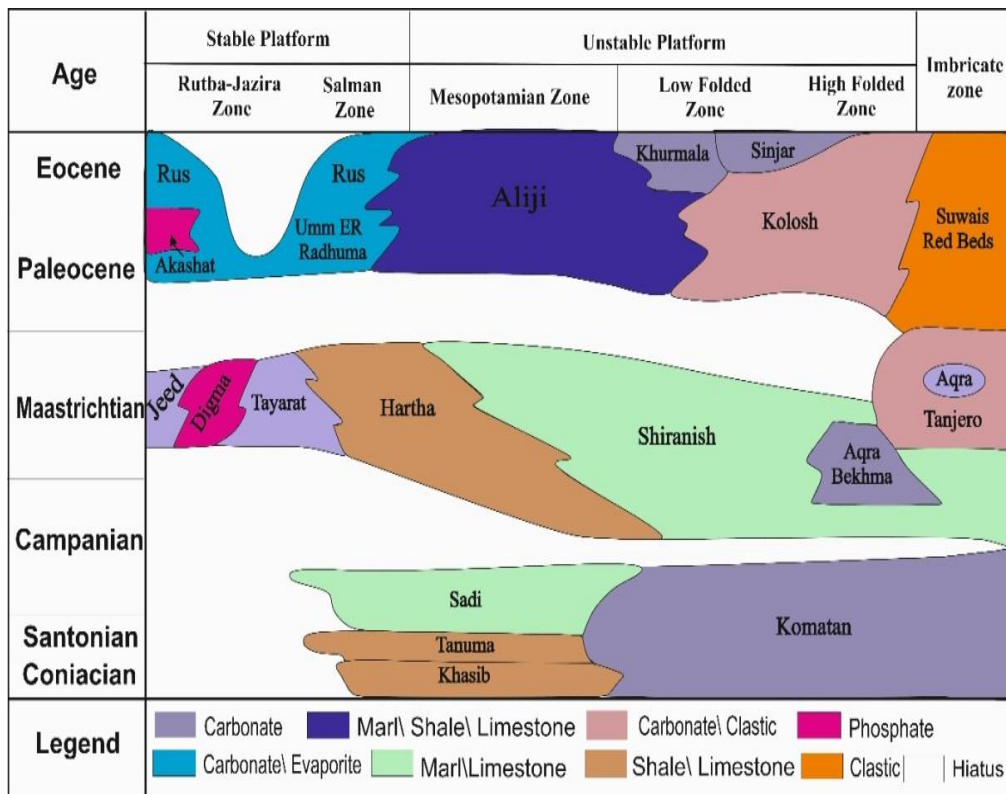 Age
Stable Platform
Unstable Platform
Imbricate
zone
Rutba-Jazira
Zone
Salman
Zone
Mesopotamian Zone
Low Folded
Zone
High Folded
Zone
Eocene
Paleocene
Maastrichtian
Campanian
Santonian
Coniacian
Rus
Akashat
Rus
Umm ER
Radhuma
Aliji
Khurmala
Sinjar
Kolosh
Suwais
Red Beds
Jeed
Digma
Tayarat
Hartha
Shiranish
Aqra
Bekhma
Aqra
Tanjero
Sadi
Tanuma
Khasib
Komatan
Legend
Carbonate
Marl\ Shale\ Limestone
Carbonate\ Clastic
Phosphate
Carbonate\ Evaporite
Marl\Limestone
Shale\ Limestone
Clastic
Hiatus